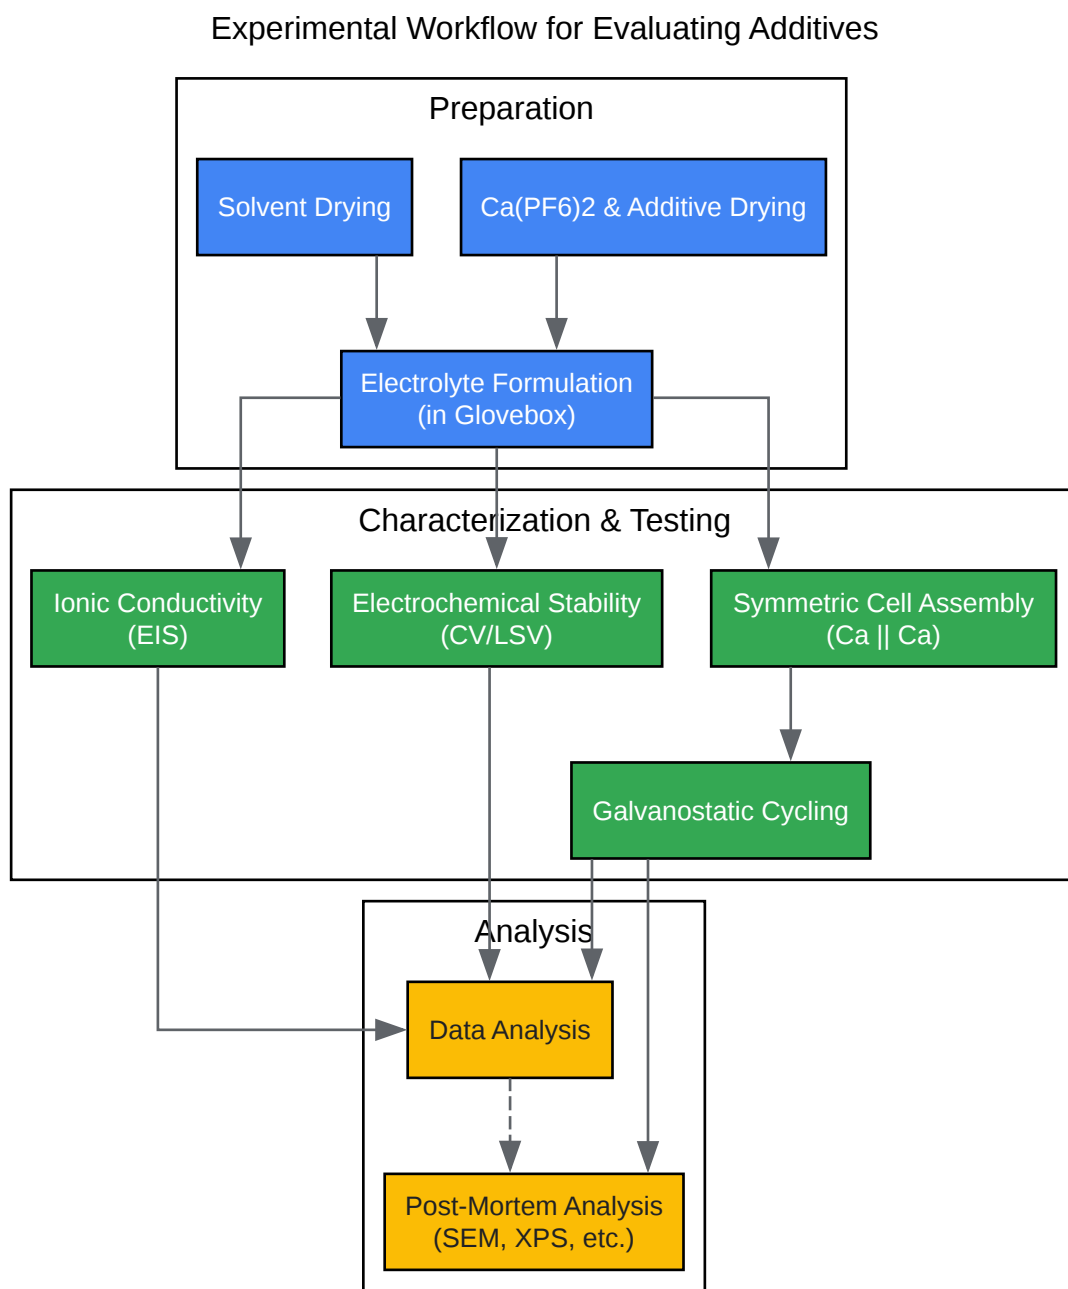 Experimental Workflow for Evaluating Additives
Preparation
Solvent Drying
Ca(PF6)2 & Additive Drying
Electrolyte Formulation
(in Glovebox)
Characterization & Testing
Ionic Conductivity
(EIS)
Electrochemical Stability
(CV/LSV)
Symmetric Cell Assembly
(Ca || Ca)
Galvanostatic Cycling
Analysis
Data Analysis
Post-Mortem Analysis
(SEM, XPS, etc.)